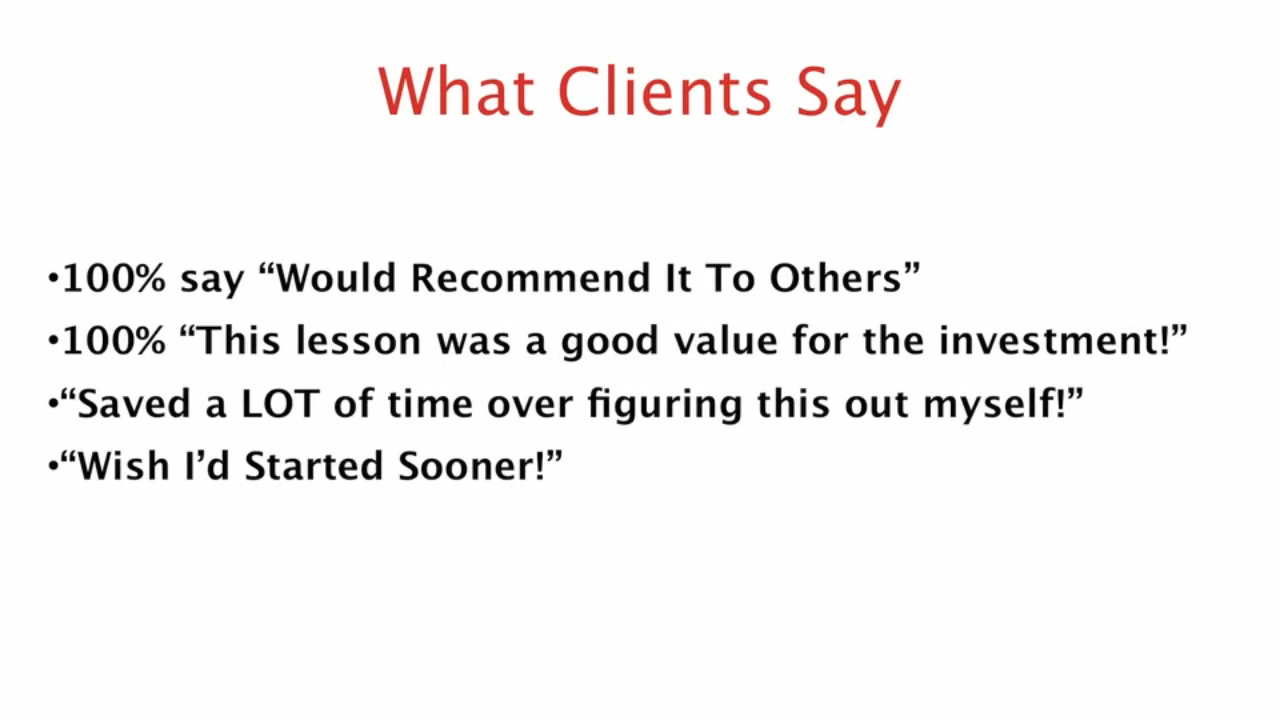 What Clients Say
•100% say “Would Recommend It To Others”
•100% “This lesson was a good value for the investment!”
•“Saved a LOT of time over figuring this out myself!”
•“Wish I’d Started Sooner!”